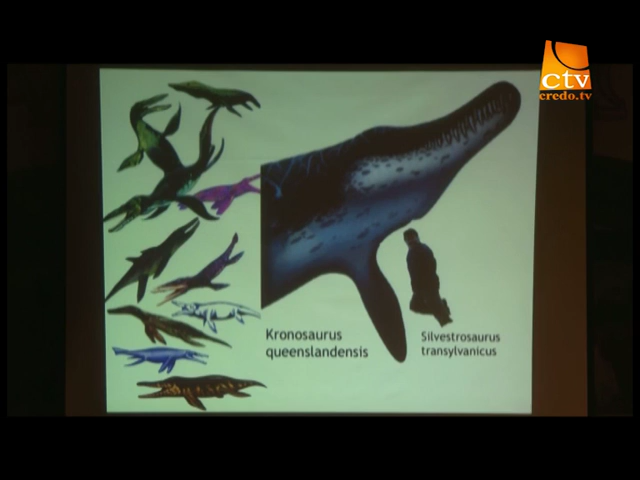 ctv
credo.tv
Kronosaurus
queenslandensis
Silvestrosaurus
transylvanicus